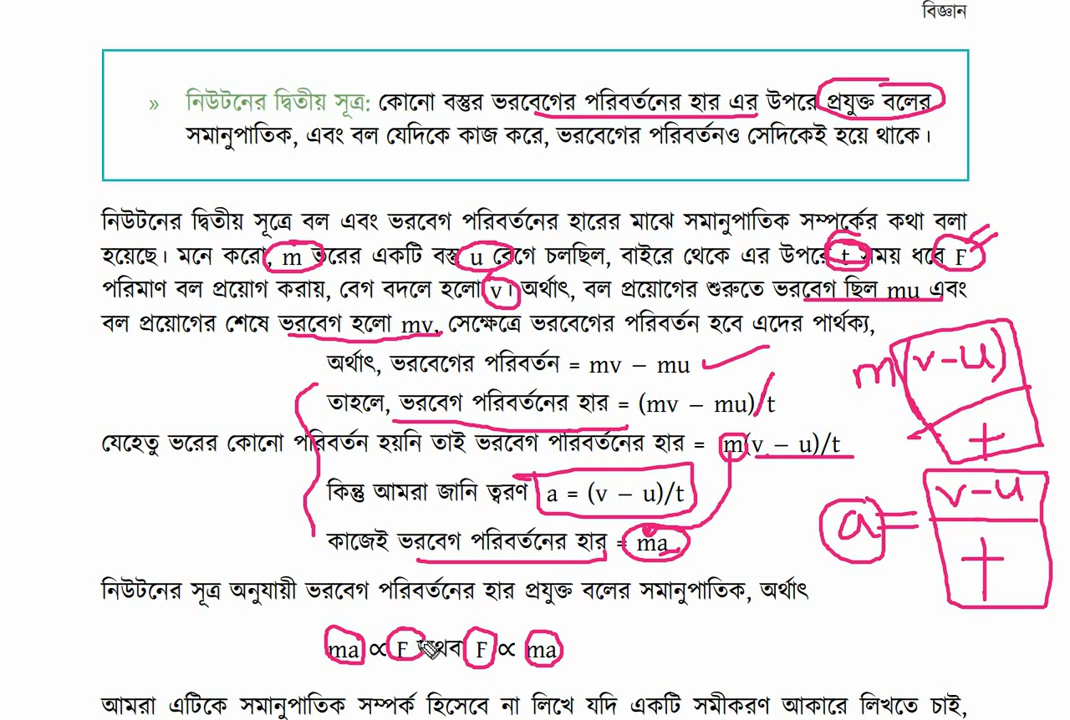 বিজ্ঞান
» নিউটনের দ্বিতীয় সূত্র: কোনো বস্তুর ভরবেগের পরিবর্তনের হার এর উপরে প্রযুক্ত বলের
সমানুপাতিক, এবং বল যেদিকে কাজ করে, ভরবেগের পরিবর্তনও সেদিকেই হয়ে থাকে।
নিউটনের দ্বিতীয় সূত্রে বল এবং ভরবেগ পরিবর্তনের হারের মাঝে সমানুপাতিক সম্পর্কের কথা বলা
হয়েছে। মনে করো, m ভরের একটি বস্তু u বেগে চলছিল, বাইরে থেকে এর উপরে t সময় ধরে F
পরিমাণ বল প্রয়োগ করায়, বেগ বদলে হলো v। অর্থাৎ, বল প্রয়োগের শুরুতে ভরবেগ ছিল mu এবং
বল প্রয়োগের শেষে ভরবেগ হলো mv, সেক্ষেত্রে ভরবেগের পরিবর্তন হবে এদের পার্থক্য,
অর্থাৎ, ভরবেগের পরিবর্তন = mv – mu
m(v-u)
তাহলে, ভরবেগ পরিবর্তনের হার = (mv – mu)/t
t
যেহেতু ভরের কোনো পরিবর্তন হয়নি তাই ভরবেগ পরিবর্তনের হার = m(v – u)/t
কিন্তু আমরা জানি ত্বরণ a = (v – u)/t
a = v-u
t
কাজেই ভরবেগ পরিবর্তনের হার = ma
নিউটনের সূত্র অনুযায়ী ভরবেগ পরিবর্তনের হার প্রযুক্ত বলের সমানুপাতিক, অর্থাৎ
ma ∝ F অথবা F ∝ ma
আমরা এটিকে সমানুপাতিক সম্পর্ক হিসেবে না লিখে যদি একটি সমীকরণ আকারে লিখতে চাই,